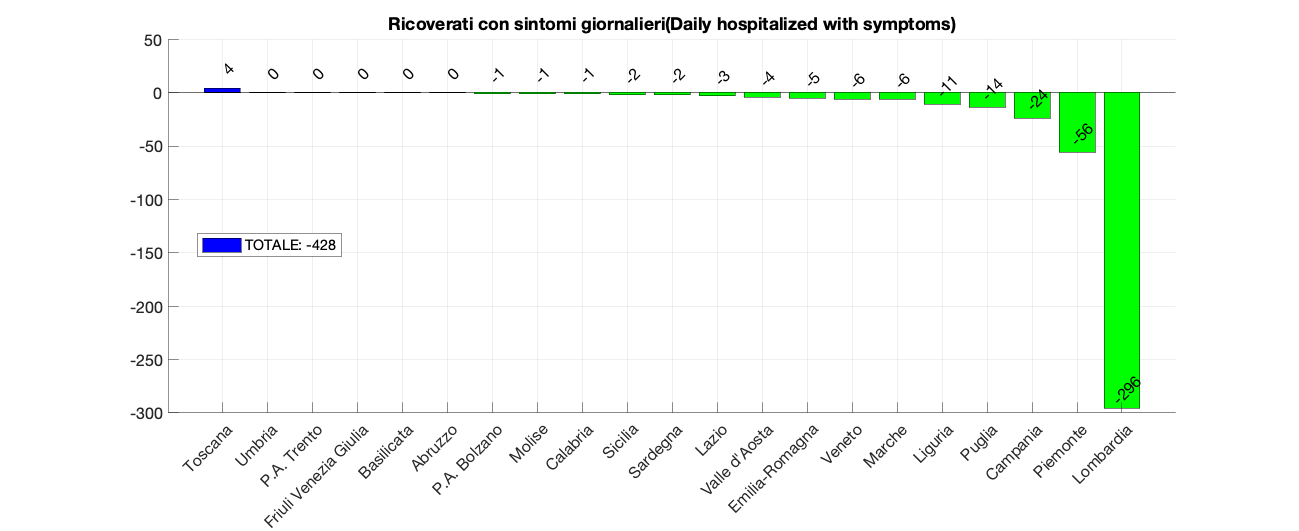 Ricoverati con sintomi giornalieri(Daily hospitalized with symptoms)
50
0
-50
-100
-150
-200
-250
-300
4
0
0
0
0
0
-1
-1
-1
-2
-2
-3
-4
-5
-6
-6
-11
-14
-24
-56
-296
TOTALE: -428
Toscana
Umbria
P.A. Trento
Friuli Venezia Giulia
Basilicata
Abruzzo
P.A. Bolzano
Molise
Calabria
Sicilia
Sardegna
Lazio
Valle d'Aosta
Emilia-Romagna
Veneto
Marche
Liguria
Puglia
Campania
Piemonte
Lombardia